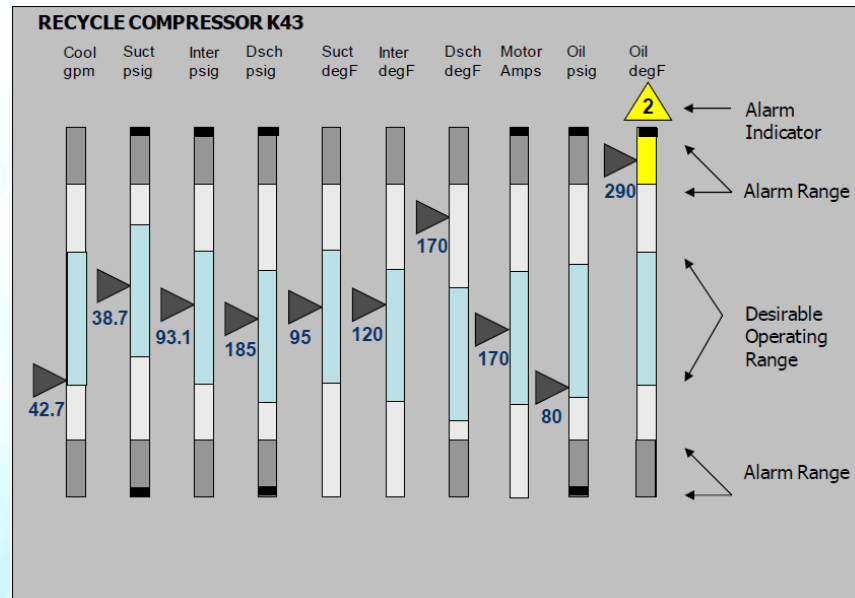 RECYCLE COMPRESSOR K43
Cool
gpm
Suct
psig
Inter
psig
Dsch
psig
Suct
degF
Inter
degF
Dsch
degF
Motor
Amps
Oil
psig
Oil
degF
2
Alarm
Indicator
290
Alarm Range
170
38.7
93.1
185
95
120
170
Desirable
Operating
Range
42.7
80
Alarm Range